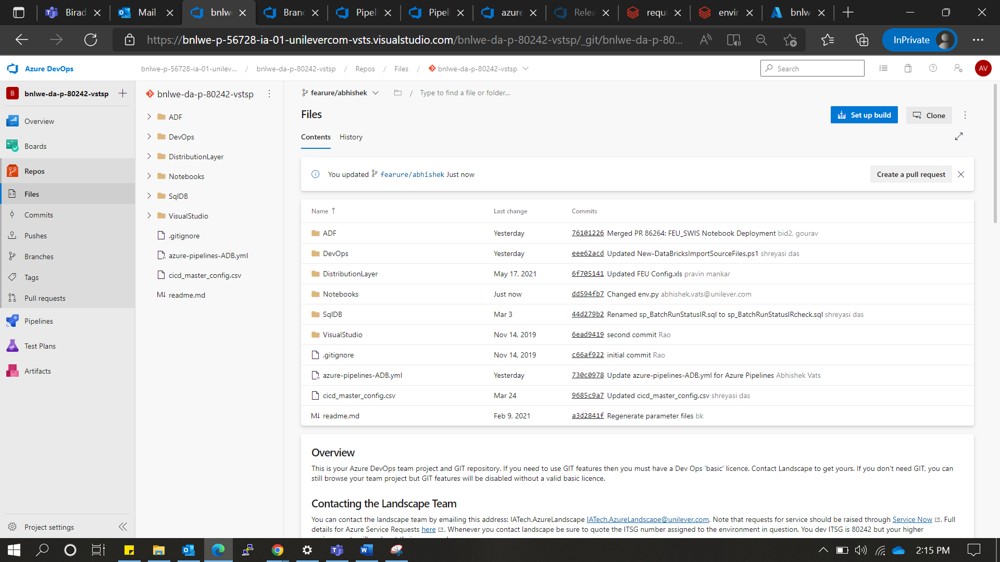 Birad
Mail
bnlwe
Branc
Pipeli
Pipeli
azure
Relea
requi
envir
bnlw
https://bnlwe-p-56728-ia-01-unilevercom-vsts.visualstudio.com/bnlwe-da-p-80242-vstsp/_git/bnlwe-da-p-80...
InPrivate
Azure DevOps
bnlwe-p-56728-ia-01-unilev... / bnlwe-da-p-80242-vstsp / Repos / Files / bnlwe-da-p-80242-vstsp
Search
AV
B bnlwe-da-p-80242-vstsp
Overview
Boards
Repos
Files
Commits
Pushes
Branches
Tags
Pull requests
Pipelines
Test Plans
Artifacts
Project settings
bnlwe-da-p-80242-vstsp
ADF
DevOps
DistributionLayer
Notebooks
SqlDB
VisualStudio
.gitignore
azure-pipelines-ADB.yml
cicd_master_config.csv
M↓ readme.md
fearure/abhishek / Type to find a file or folder...
Files
Set up build
Clone
Contents History
You updated fearure/abhishek Just now
Create a pull request
Name ↑ Last change Commits
ADF Yesterday 76101226 Merged PR 86264: FEU_SWIS Notebook Deployment bid2, gourav
DevOps Yesterday eee62acd Updated New-DataBricksImportSourceFiles.ps1 shreyasi das
DistributionLayer May 17, 2021 6f705141 Updated FEU Config.xls pravin mankar
Notebooks Just now dd594fb7 Changed env.py abhishek.vats@unilever.com
SqlDB Mar 3 44d279b2 Renamed sp_BatchRunStatusIR.sql to sp_BatchRunStatusIRcheck.sql shreyasi das
VisualStudio Nov 14, 2019 6ead9419 second commit Rao
.gitignore Nov 14, 2019 c66af922 initial commit Rao
azure-pipelines-ADB.yml Yesterday 730c0978 Update azure-pipelines-ADB.yml for Azure Pipelines Abhishek Vats
cicd_master_config.csv Mar 24 9685c9a7 Updated cicd_master_config.csv shreyasi das
M↓ readme.md Feb 9, 2021 a3d2841f Regenerate parameter files bk
Overview
This is your Azure DevOps team project and GIT repository. If you need to use GIT features then you must have a Dev Ops 'basic' licence. Contact Landscape to get yours. If you don't need GIT, you can
still browse your team project but GIT features will be disabled without a valid basic licence.
Contacting the Landscape Team
You can contact the landscape team by emailing this address: IATech.AzureLandscape IATech.AzureLandscape@unilever.com. Note that requests for service should be raised through Service Now. Full
details for Azure Service Requests here. Whenever you contact landscape be sure to quote the ITSG number assigned to the environment in question. You dev ITSG is 80242 but your higher
2:15 PM